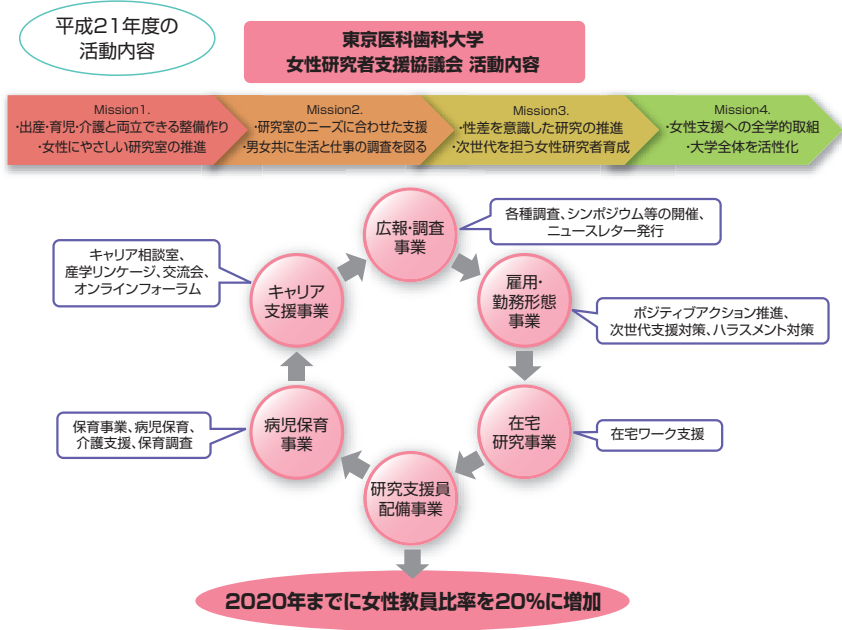 平成21年度の
活動内容
東京医科歯科大学
女性研究者支援協議会 活動内容
Mission1.
・出産・育児・介護と両立できる整備作り
・女性にやさしい研究室の推進
Mission2.
・研究室のニーズに合わせた支援
・男女共に生活と仕事の調査を図る
Mission3.
・性差を意識した研究の推進
・次世代を担う女性研究者育成
Mission4.
・女性支援への全学的取組
・大学全体を活性化
広報・調査
事業
各種調査、シンポジウム等の開催、
ニュースレター発行
雇用・
勤務形態
事業
ポジティブアクション推進、
次世代支援対策、ハラスメント対策
在宅
研究事業
在宅ワーク支援
研究支援員
配備事業
病児保育
事業
保育事業、病児保育、
介護支援、保育調査
キャリア
支援事業
キャリア相談室、
産学リンケージ、交流会、
オンラインフォーラム
2020年までに女性教員比率を20%に増加